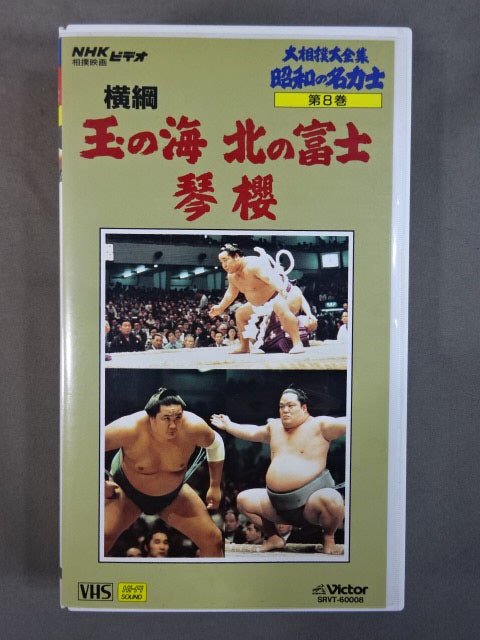 NHKビデオ
相撲映画
大相撲大全集
昭和の名力士
第8巻
横綱
玉の海 北の富士
琴櫻
VHS
Hi-Fi
SOUND
Victor
SRVT-60008